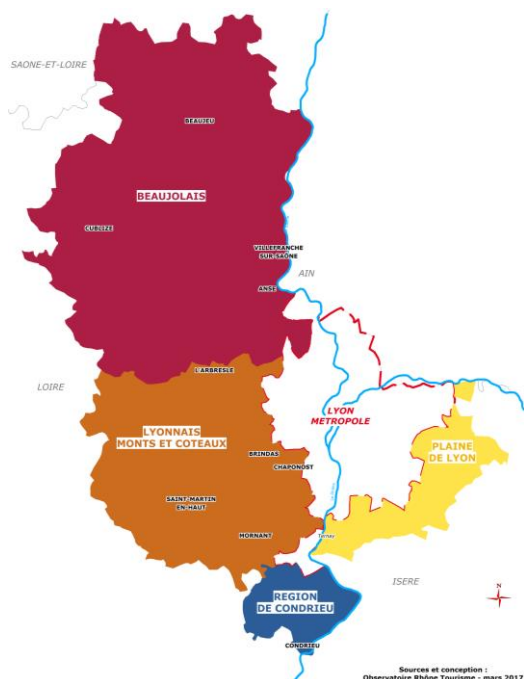 SAONE-ET-LOIRE
BEAUJEU
BEAUJOLAIS
CUBLIZE
VILLEFRANCHE
SUR-SAÔNE
AIN
ANSE
L'ARBRESLE
LOIRE
LYON
METROPOLE
LYONNAIS
MONTS ET COTEAUX
PLAINE
DE LYON
BRINDAS
CHAPONOST
SAINT-MARTIN
EN-HAUT
MORNANT
Ternay
ISERE
N
REGION
DE CONDRIEU
CONDRIEU
Sources et conception :
Observatoire Rhône Tourisme - mars 2017